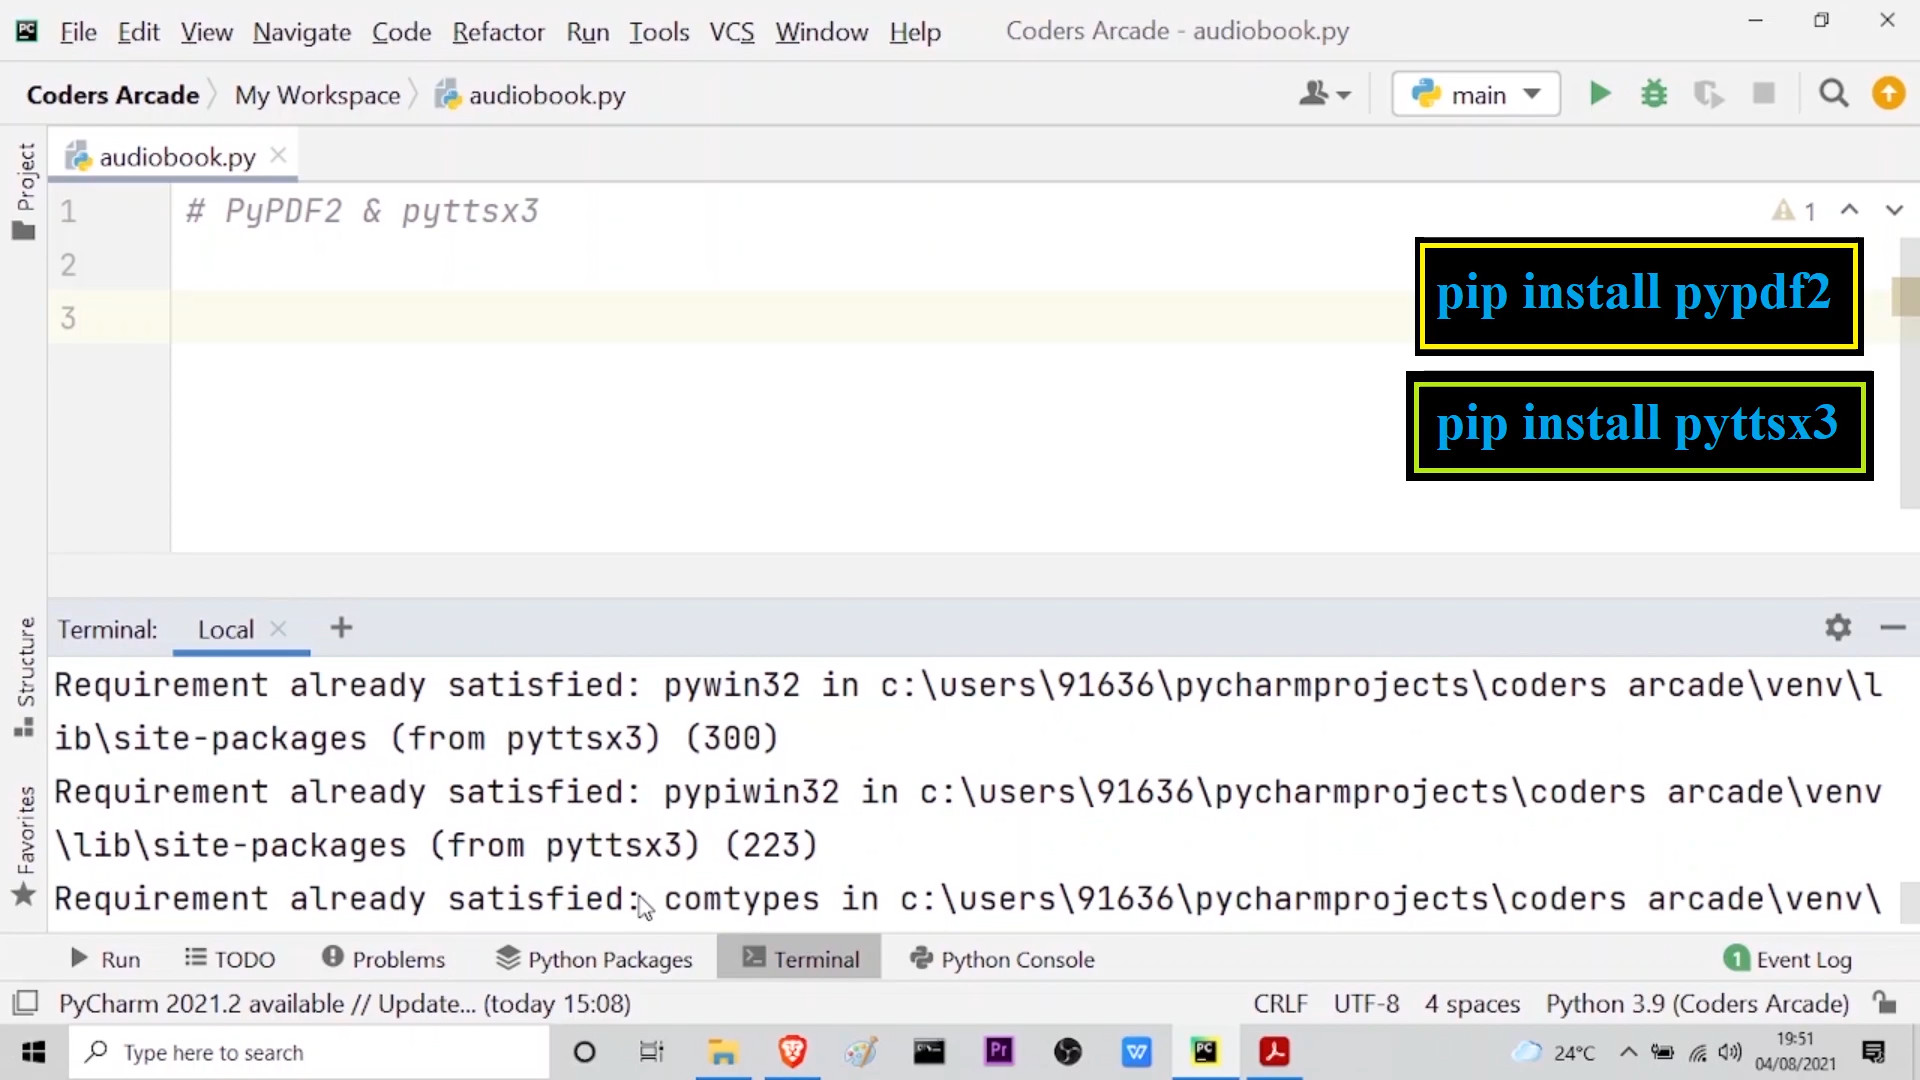 File Edit View Navigate Code Refactor Run Tools VCS Window Help Coders Arcade - audiobook.py
Coders Arcade My Workspace audiobook.py main
Project
audiobook.py
1 # PyPDF2 & pyttsx3
1
2
3
pip install pypdf2
pip install pyttsx3
Structure
Favorites
Terminal: Local
Requirement already satisfied: pywin32 in c:\users\91636\pycharmprojects\coders arcade\venv\l
ib\site-packages (from pyttsx3) (300)
Requirement already satisfied: pypiwin32 in c:\users\91636\pycharmprojects\coders arcade\venv
\lib\site-packages (from pyttsx3) (223)
Requirement already satisfied: comtypes in c:\users\91636\pycharmprojects\coders arcade\venv\
Run TODO Problems Python Packages Terminal Python Console 1 Event Log
PyCharm 2021.2 available // Update... (today 15:08) CRLF UTF-8 4 spaces Python 3.9 (Coders Arcade)
Type here to search Pr PC 24°C 19:51
04/08/2021